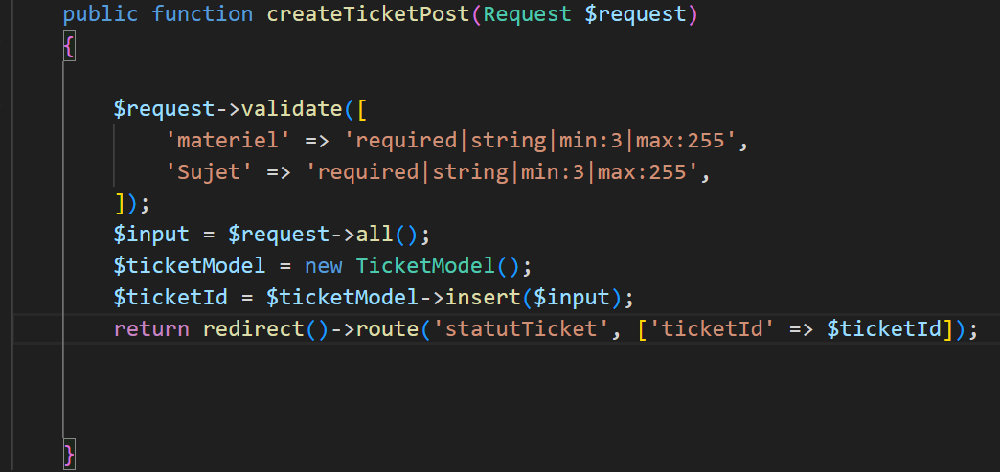 public function createTicketPost(Request $request)
{
$request->validate([
'materiel' => 'required|string|min:3|max:255',
'Sujet' => 'required|string|min:3|max:255',
]);
$input = $request->all();
$ticketModel = new TicketModel();
$ticketId = $ticketModel->insert($input);
return redirect()->route('statutTicket', ['ticketId' => $ticketId]);
}